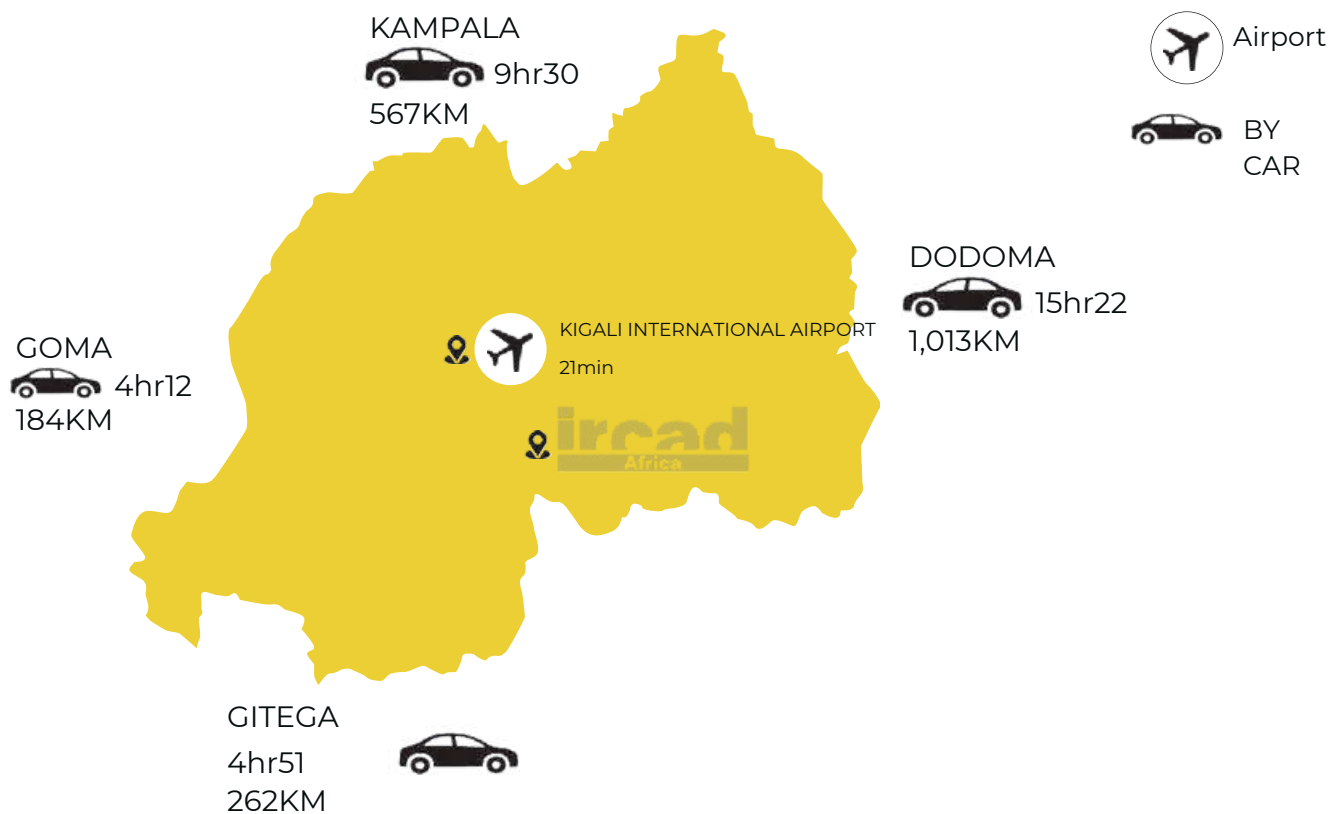 KAMPALA
9hr30
567KM
Airport
BY
CAR
DODOMA
15hr22
1,013KM
GOMA
4hr12
184KM
KIGALI INTERNATIONAL AIRPORT
21min
ircad
Africa
GITEGA
4hr51
262KM